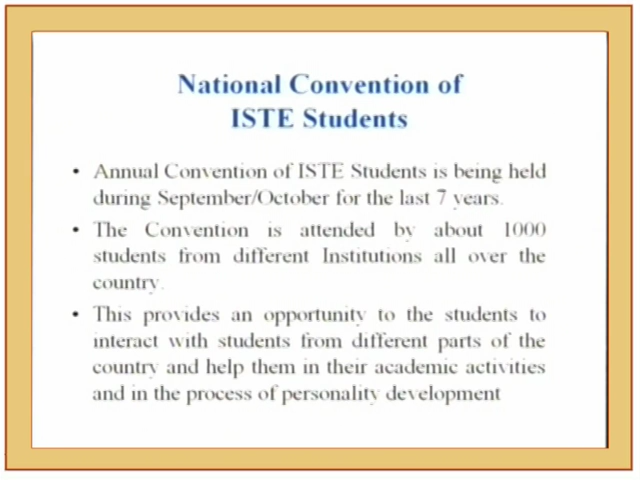 National Convention of
ISTE Students
• Annual Convention of ISTE Students is being held
during September/October for the last 7 years.
• The Convention is attended by about 1000
students from different Institutions all over the
country.
• This provides an opportunity to the students to
interact with students from different parts of the
country and help them in their academic activities
and in the process of personality development